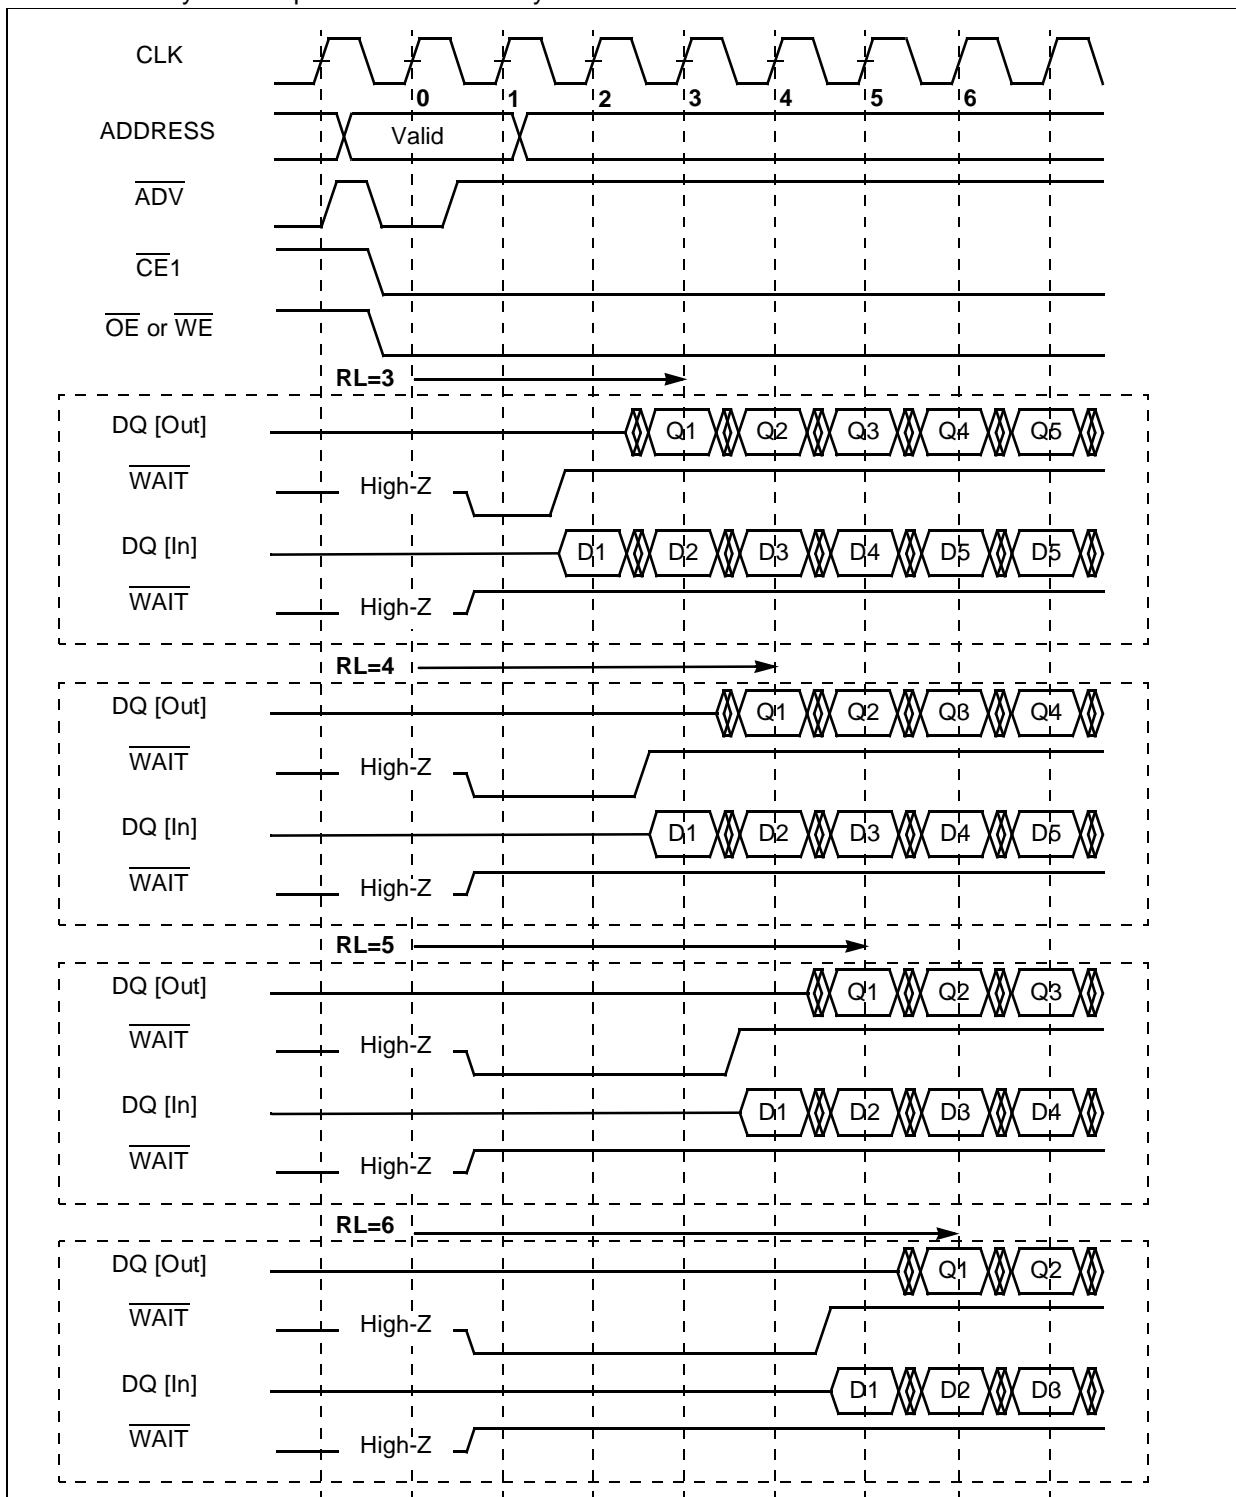 CLK
0 1 2 3 4 5 6
ADDRESS Valid
ADV
CE1
OE or WE
RL=3
DQ [Out] Q1 Q2 Q3 Q4 Q5
WAIT High-Z
DQ [In] D1 D2 D3 D4 D5 D5
WAIT High-Z
RL=4
DQ [Out] Q1 Q2 Q3 Q4
WAIT High-Z
DQ [In] D1 D2 D3 D4 D5
WAIT High-Z
RL=5
DQ [Out] Q1 Q2 Q3
WAIT High-Z
DQ [In] D1 D2 D3 D4
WAIT High-Z
RL=6
DQ [Out] Q1 Q2
WAIT High-Z
DQ [In] D1 D2 D3
WAIT High-Z